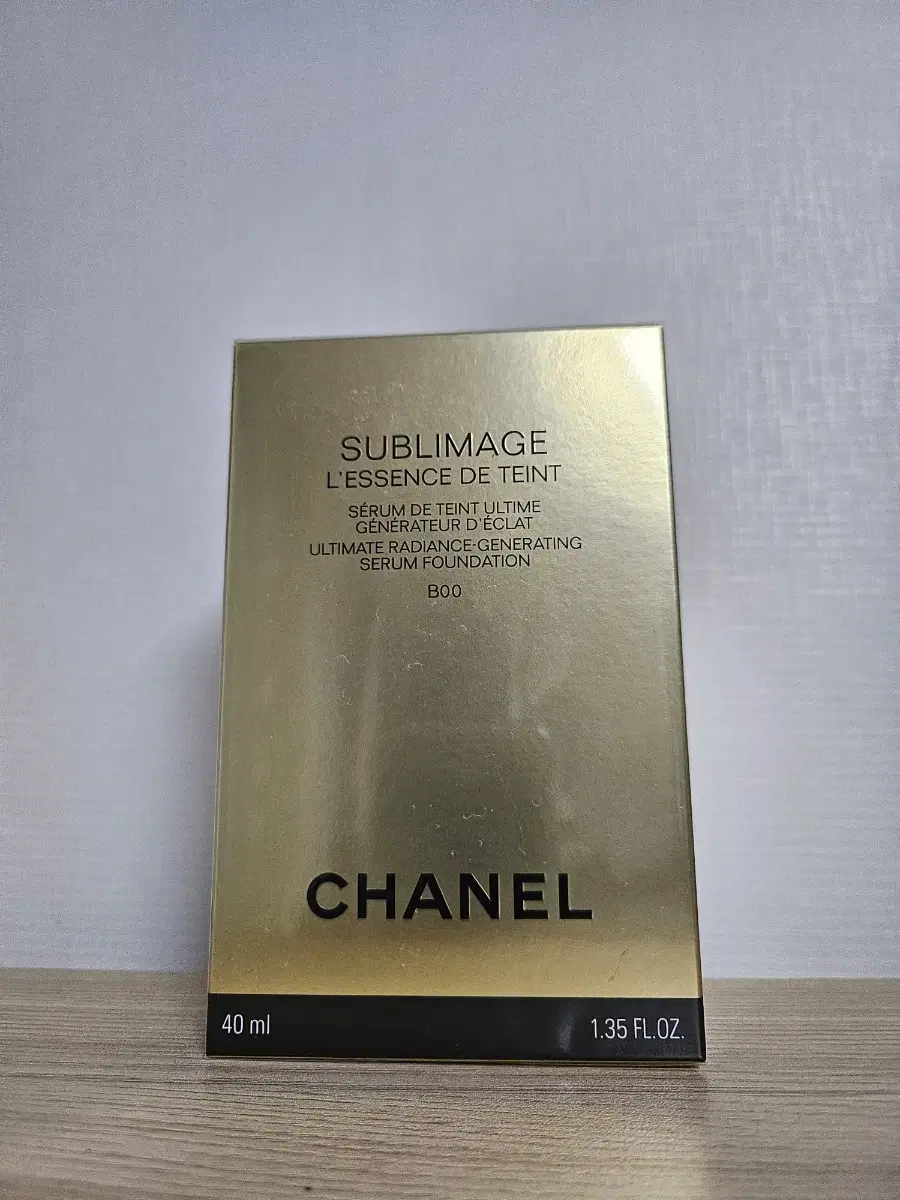 SUBLIMAGE
L'ESSENCE DE TEINT
SÉRUM DE TEINT ULTIME
GÉNÉRATEUR D'ÉCLAT
ULTIMATE RADIANCE-GENERATING
SERUM FOUNDATION
B00
CHANEL
40 ml 1.35 FL.OZ.